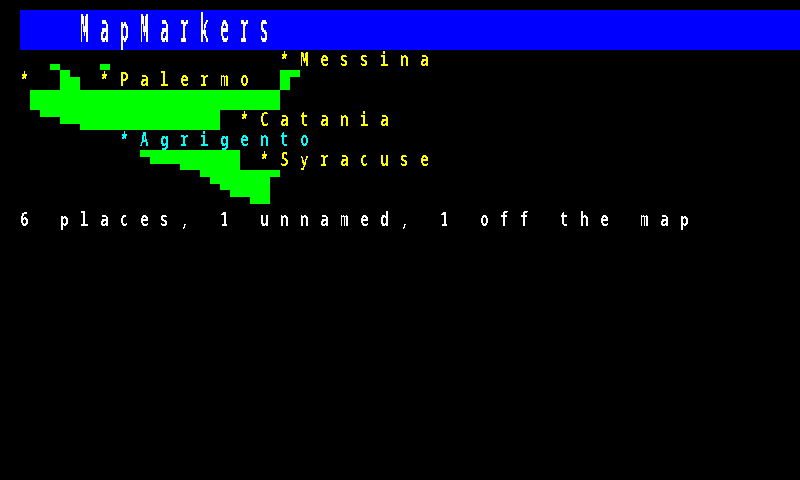 MapMarkers
*Messina
* *Palermo
*Catania
*Agrigento
*Syracuse
6 places, 1 unnamed, 1 off the map